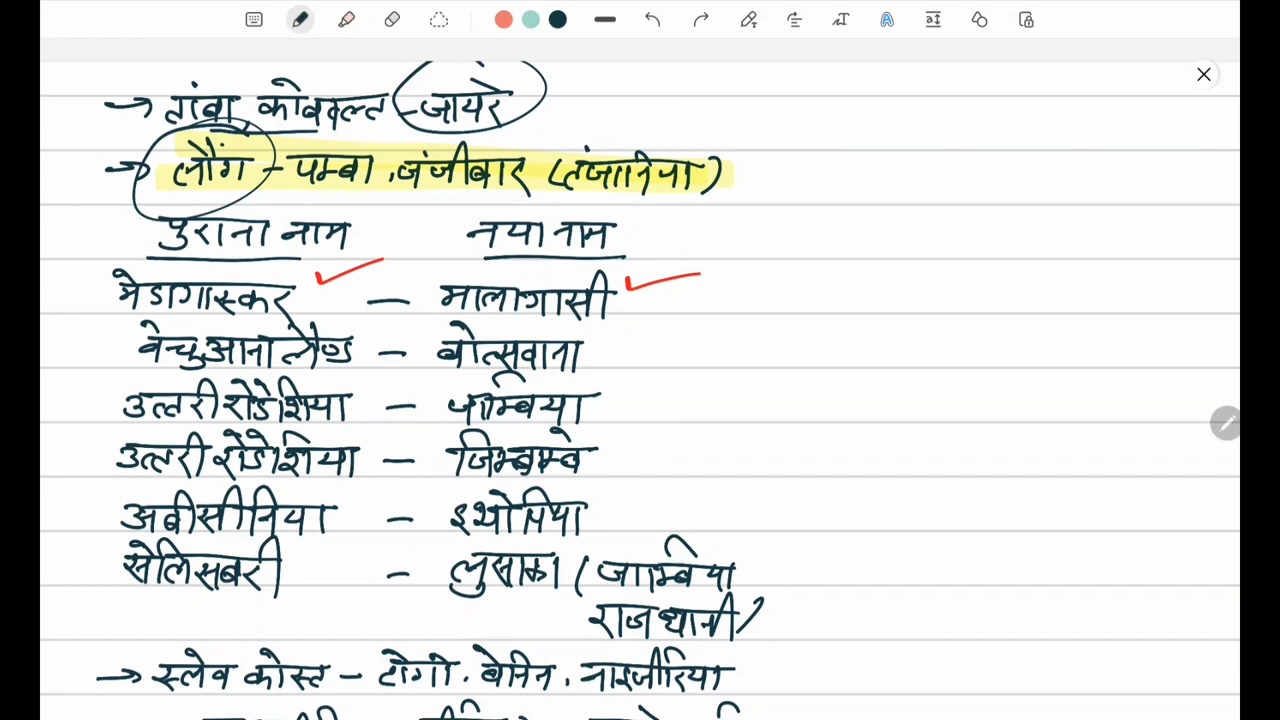 → तांबा, कोबाल्ट - जायरे
→ लौंग - पम्बा, जंजीबार (तंजानिया)
पुराना नाम नया नाम
मेडागास्कर - मालागासी
वेचुआनालैण्ड - बोत्सवाना
उत्तरी रोडेशिया - जाम्बिया
उत्तरी रोडेशिया - जिम्बाम्बे
अबीसीनिया - इथोपिया
सेलिसबरी - लुसाका (जाम्बिया
राजधानी)
→ स्लेव कोस्ट - टोगो, बेनिन, नाइजीरिया